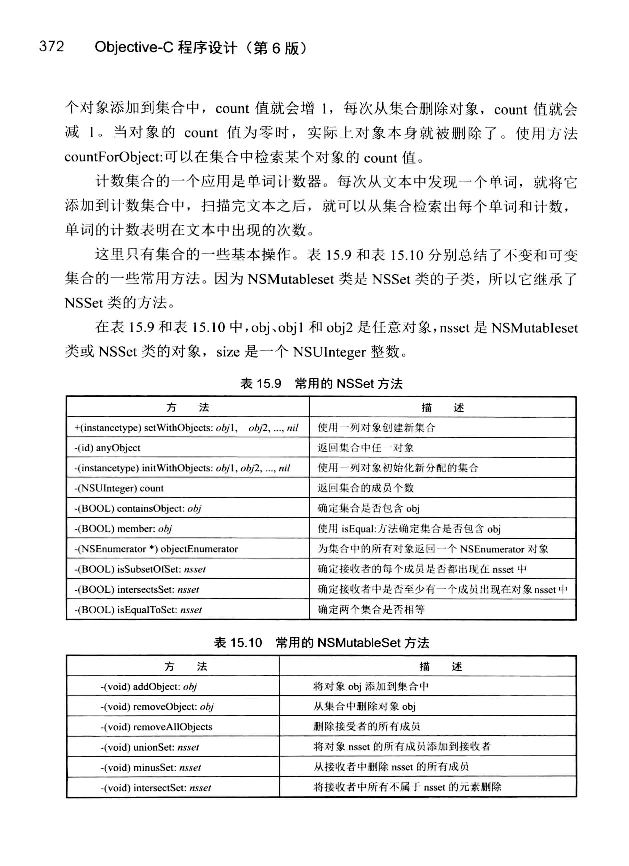 372 Objective-C 程序设计（第 6 版）
个对象添加到集合中，count 值就会增 1，每次从集合删除对象，count 值就会
减 1。当对象的 count 值为零时，实际上对象本身就被删除了。使用方法
countForObject:可以在集合中检索某个对象的 count 值。
计数集合的一个应用是单词计数器。每次从文本中发现一个单词，就将它
添加到计数集合中，扫描完文本之后，就可以从集合检索出每个单词和计数，
单词的计数表明在文本中出现的次数。
这里只有集合的一些基本操作。表 15.9 和表 15.10 分别总结了不变和可变
集合的一些常用方法。因为 NSMutableset 类是 NSSet 类的子类，所以它继承了
NSSet 类的方法。
在表 15.9 和表 15.10 中，obj、obj1 和 obj2 是任意对象，nsset 是 NSMutableset
类或 NSSet 类的对象，size 是一个 NSUInteger 整数。
表 15.9 常用的 NSSet 方法
方 法 描 述
+(instancetype) setWithObjects: obj1, obj2, ..., nil 使用一列对象创建新集合
-(id) anyObject 返回集合中任一对象
-(instancetype) initWithObjects: obj1, obj2, ..., nil 使用一列对象初始化新分配的集合
-(NSUInteger) count 返回集合的成员个数
-(BOOL) containsObject: obj 确定集合是否包含 obj
-(BOOL) member: obj 使用 isEqual:方法确定集合是否包含 obj
-(NSEnumerator *) objectEnumerator 为集合中的所有对象返回一个 NSEnumerator 对象
-(BOOL) isSubsetOfSet: nsset 确定接收者的每个成员是否都出现在 nsset 中
-(BOOL) intersectsSet: nsset 确定接收者中是否至少有一个成员出现在对象 nsset 中
-(BOOL) isEqualToSet: nsset 确定两个集合是否相等
表 15.10 常用的 NSMutableSet 方法
方 法 描 述
-(void) addObject: obj 将对象 obj 添加到集合中
-(void) removeObject: obj 从集合中删除对象 obj
-(void) removeAllObjects 删除接受者的所有成员
-(void) unionSet: nsset 将对象 nsset 的所有成员添加到接收者
-(void) minusSet: nsset 从接收者中删除 nsset 的所有成员
-(void) intersectSet: nsset 将接收者中所有不属于 nsset 的元素删除